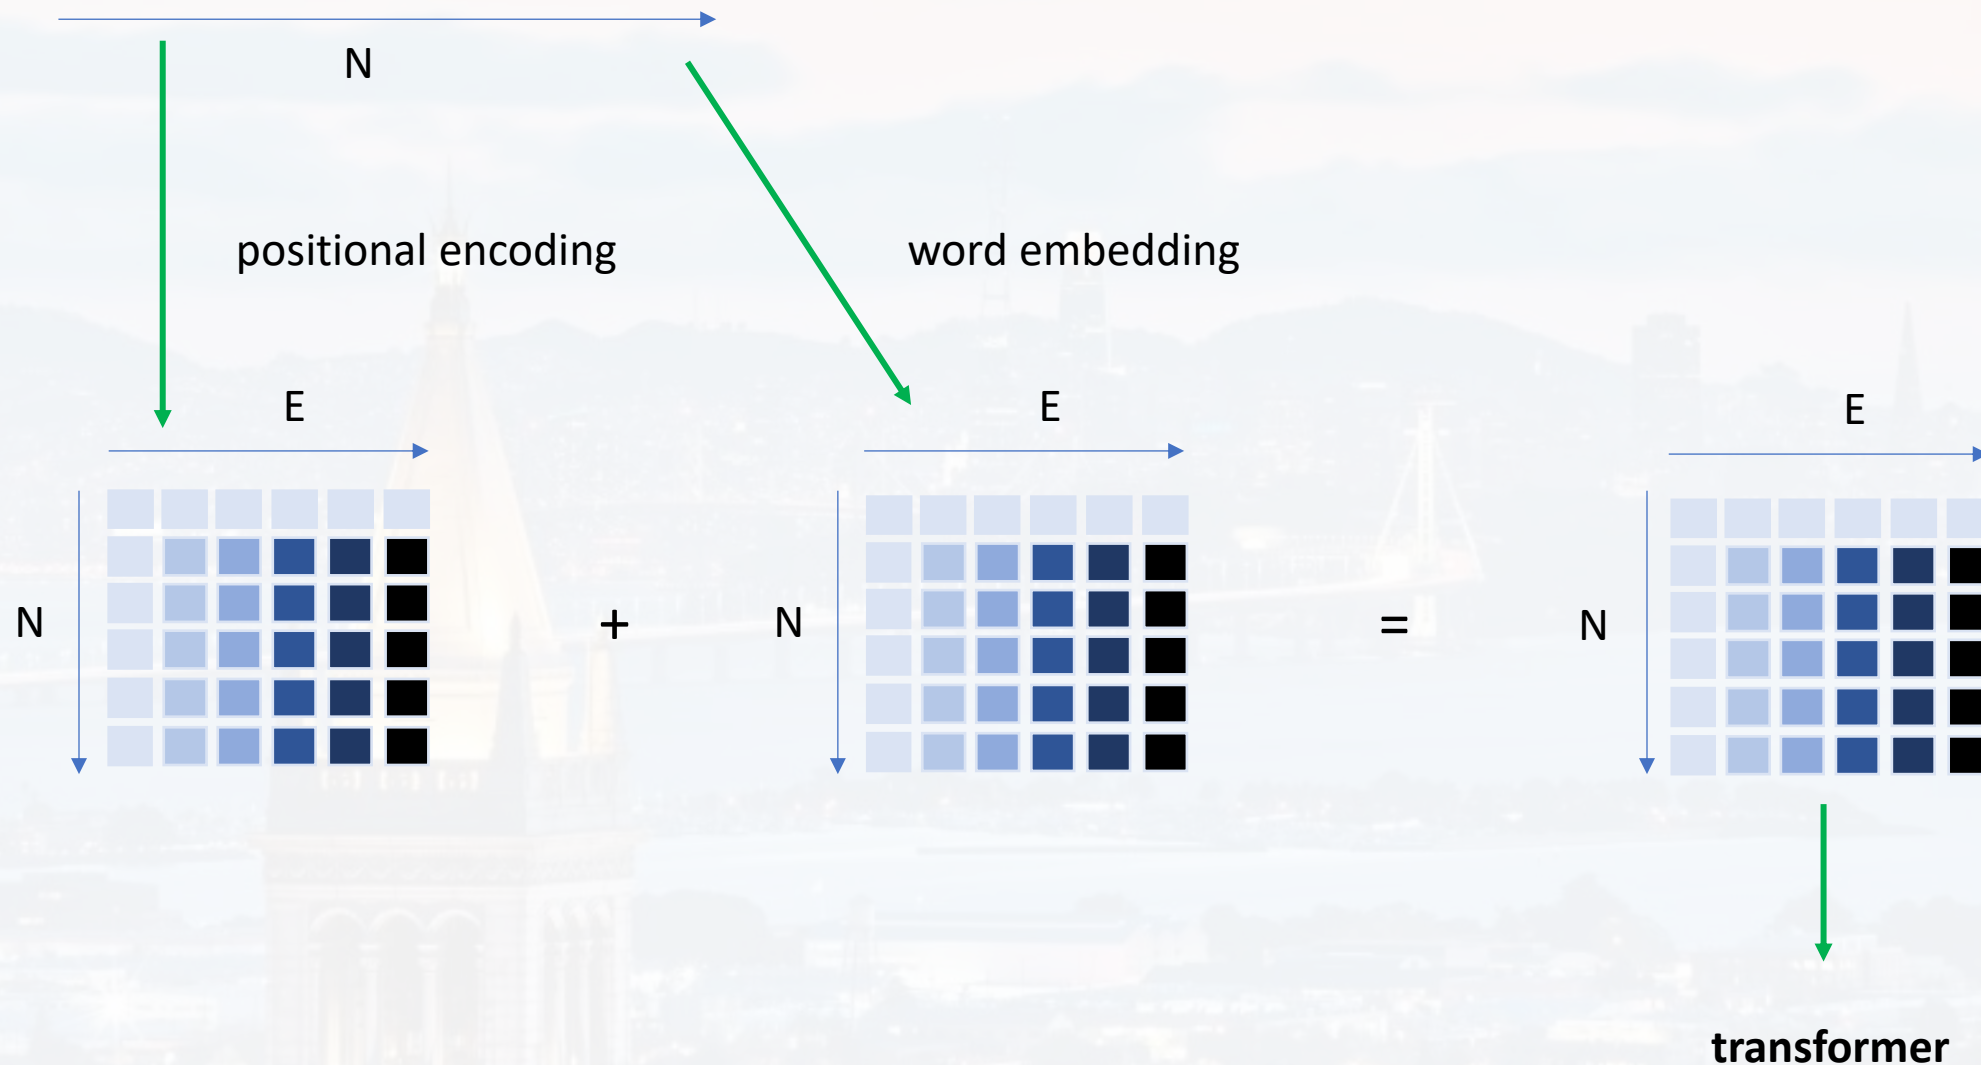 N
positional encoding
word embedding
E
E
E
N
+
N
=
N
transformer